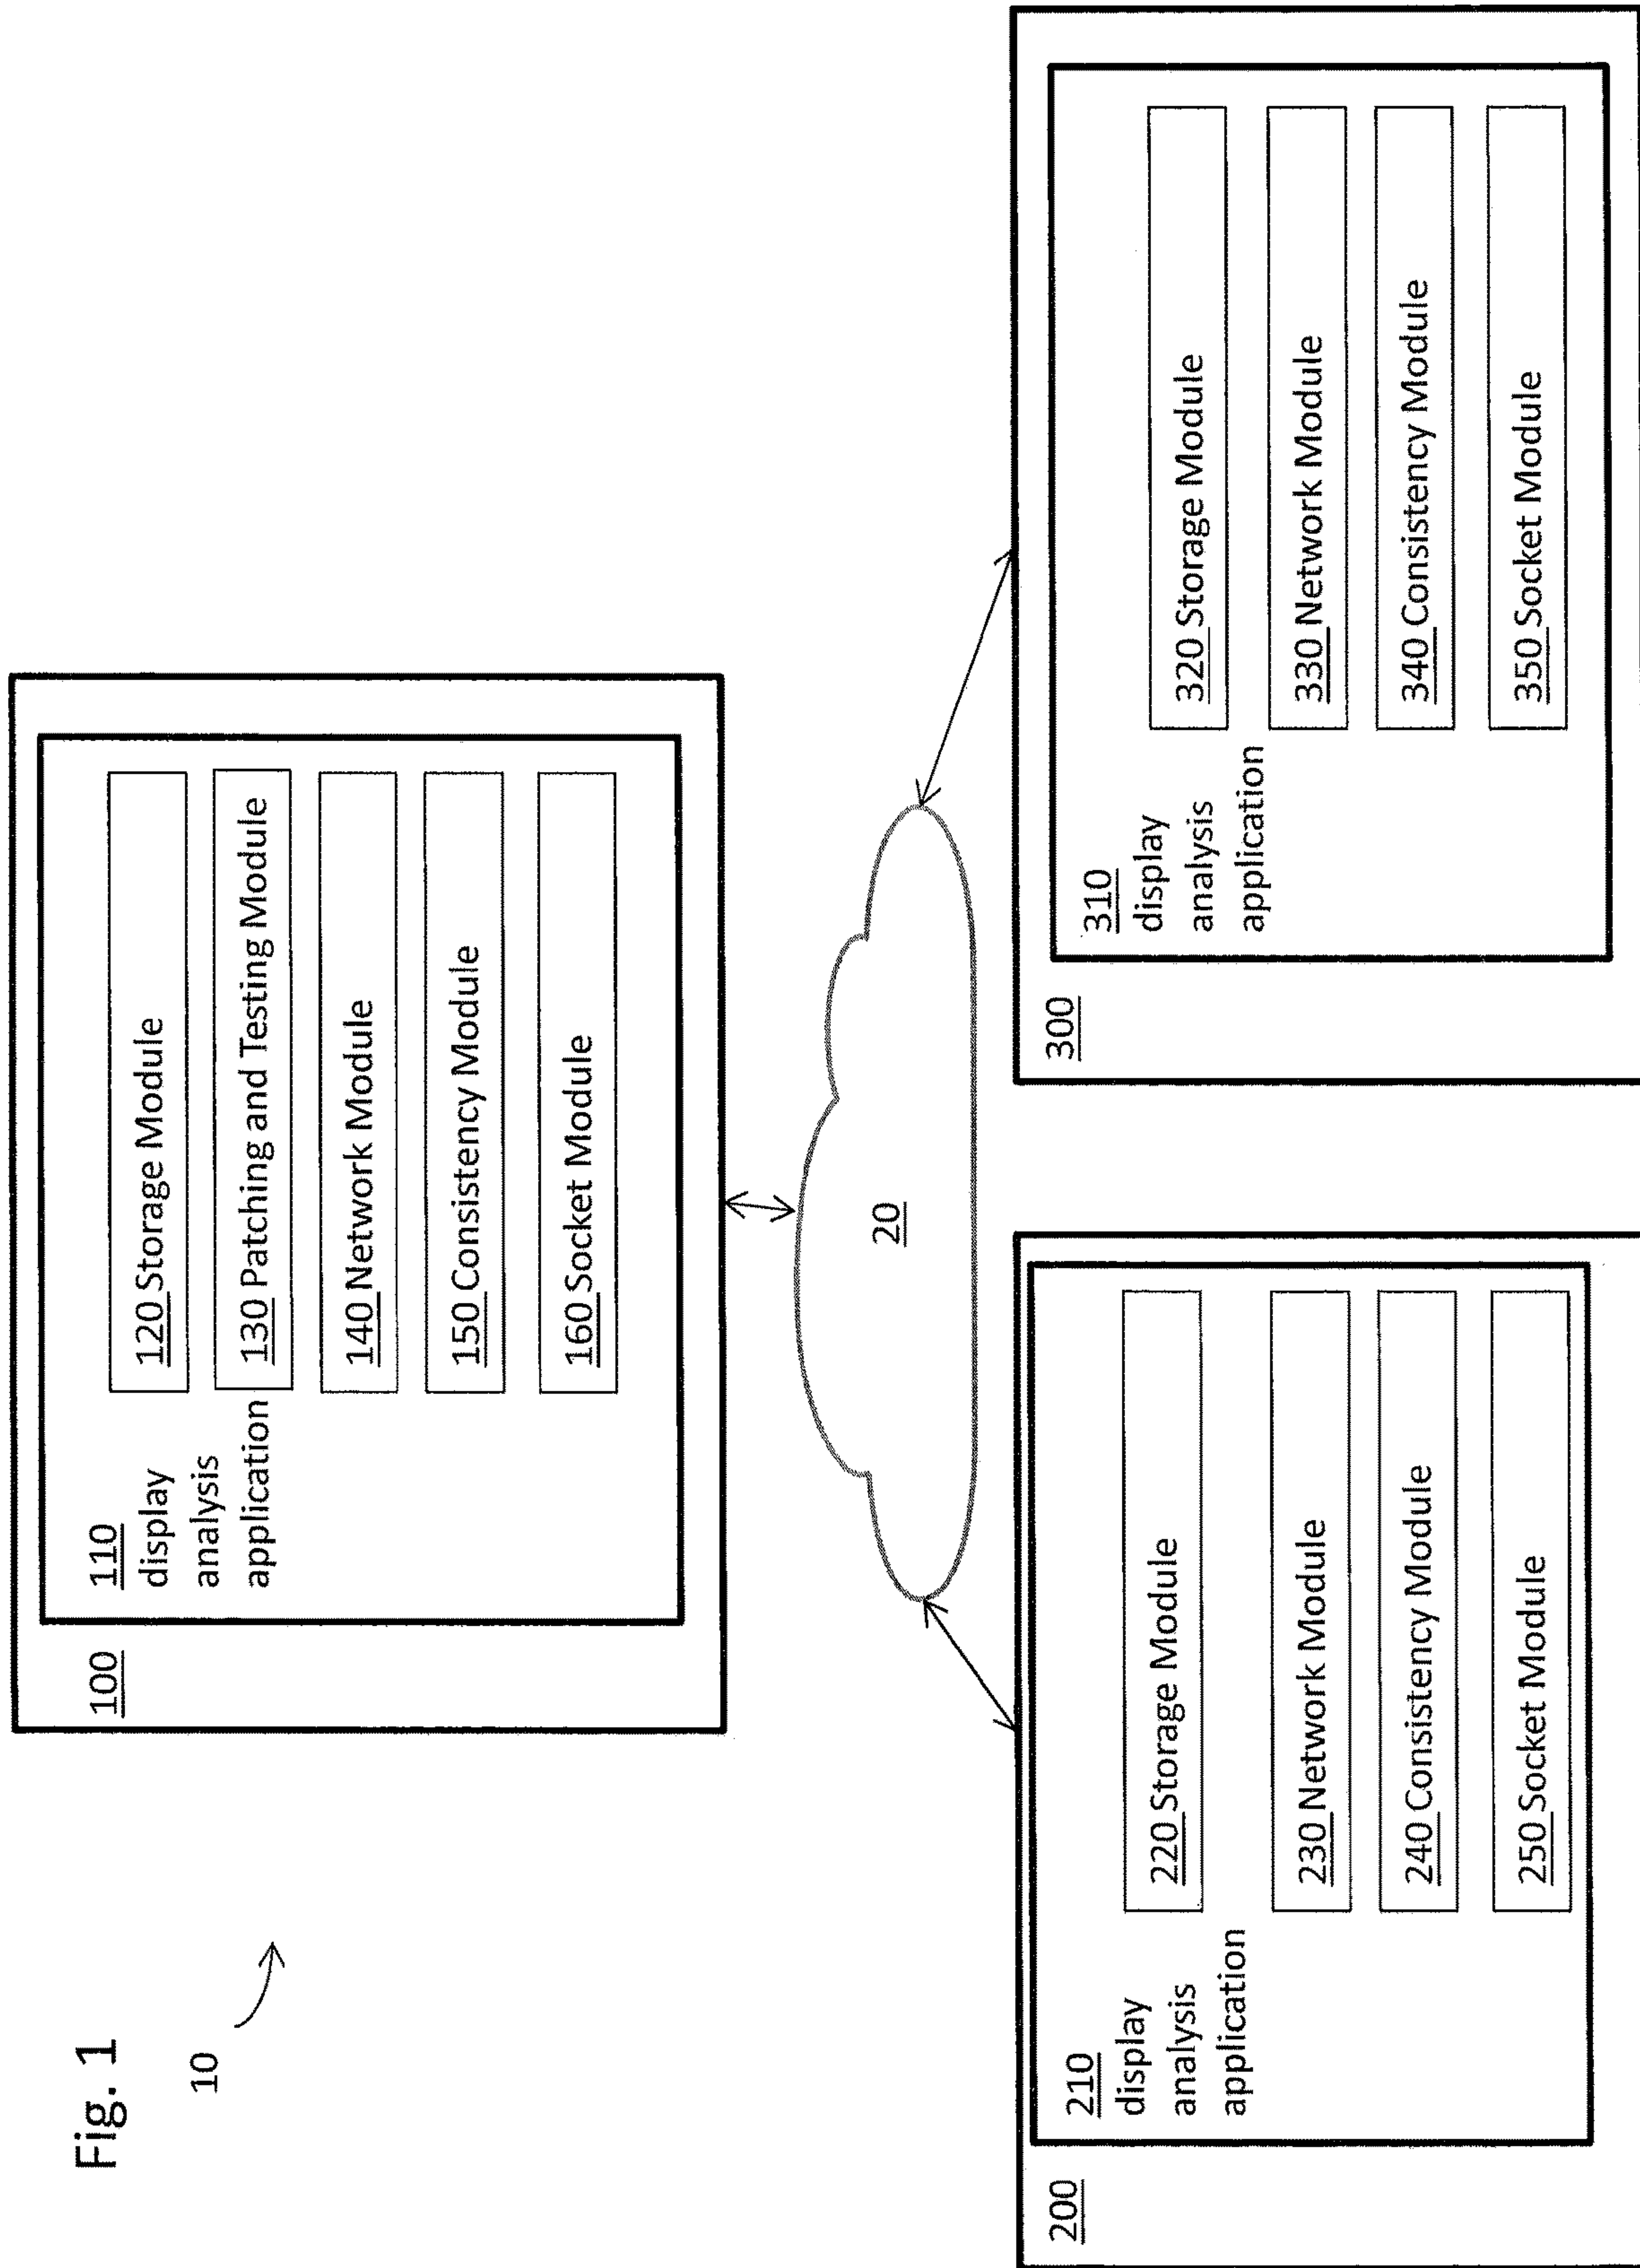 Fig. 1
10
100
110
display
analysis
application
120 Storage Module
130 Patching and Testing Module
140 Network Module
150 Consistency Module
160 Socket Module
20
200
210
display
analysis
application
220 Storage Module
230 Network Module
240 Consistency Module
250 Socket Module
300
310
display
analysis
application
320 Storage Module
330 Network Module
340 Consistency Module
350 Socket Module